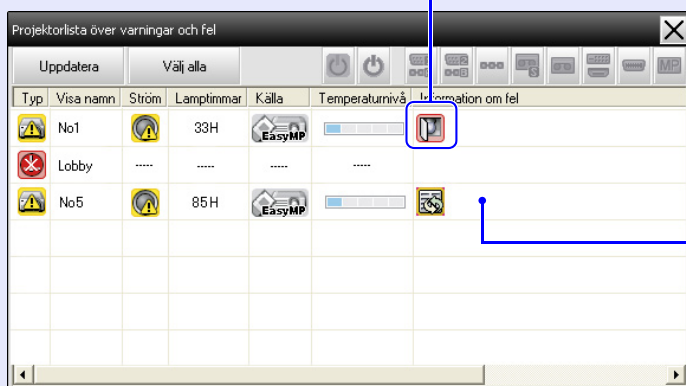 Projektorlista över varningar och fel
Uppdatera Välj alla MP
Typ Visa namn Ström Lamptimmar Källa Temperaturnivå Information om fel
No1 33H EasyMP
Lobby ----- ----- ----- -----
No5 85H EasyMP